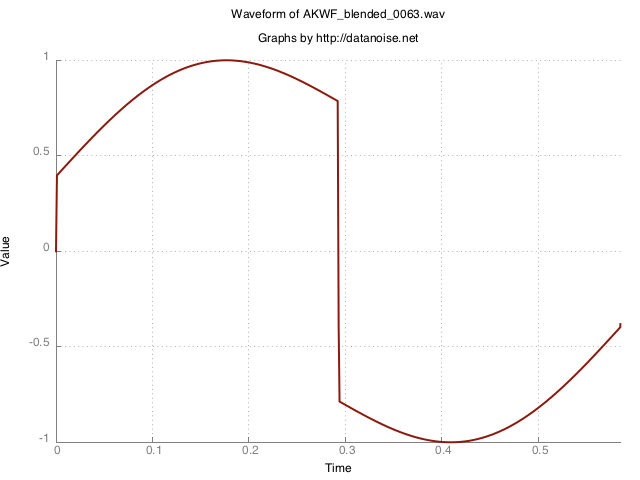 Waveform of AKWF_blended_0063.wav
Graphs by http://datanoise.net
1
0.5
0
-0.5
-1
Value
0 0.1 0.2 0.3 0.4 0.5
Time